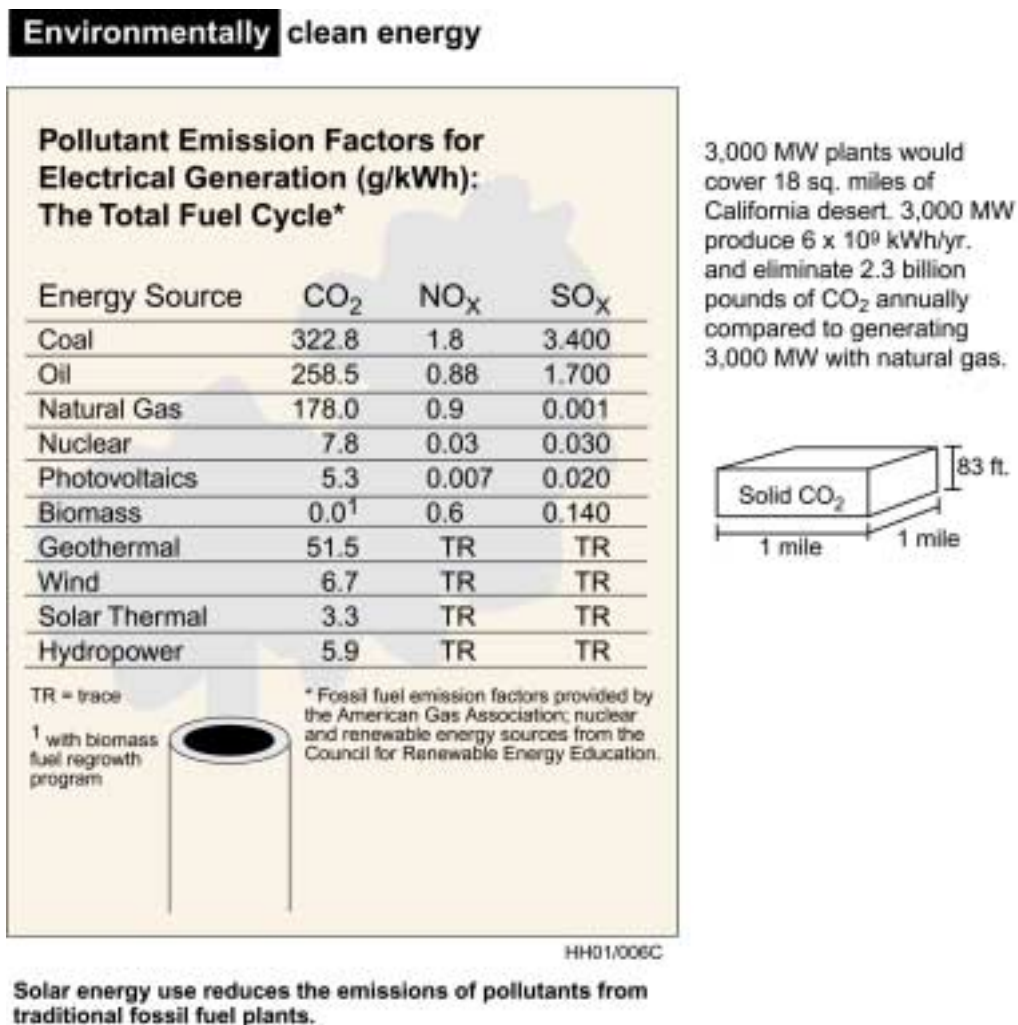 Environmentally clean energy
Pollutant Emission Factors for
Electrical Generation (g/kWh):
The Total Fuel Cycle*
Energy Source CO₂ NOX SOX
Coal 322.8 1.8 3.400
Oil 258.5 0.88 1.700
Natural Gas 178.0 0.9 0.001
Nuclear 7.8 0.03 0.030
Photovoltaics 5.3 0.007 0.020
Biomass 0.0¹ 0.6 0.140
Geothermal 51.5 TR TR
Wind 6.7 TR TR
Solar Thermal 3.3 TR TR
Hydropower 5.9 TR TR
TR = trace
¹ with biomass
fuel regrowth
program
* Fossil fuel emission factors provided by
the American Gas Association; nuclear
and renewable energy sources from the
Council for Renewable Energy Education.
HH01/006C
Solar energy use reduces the emissions of pollutants from
traditional fossil fuel plants.
3,000 MW plants would
cover 18 sq. miles of
California desert. 3,000 MW
produce 6 x 10⁹ kWh/yr.
and eliminate 2.3 billion
pounds of CO₂ annually
compared to generating
3,000 MW with natural gas.
83 ft.
Solid CO₂
1 mile
1 mile